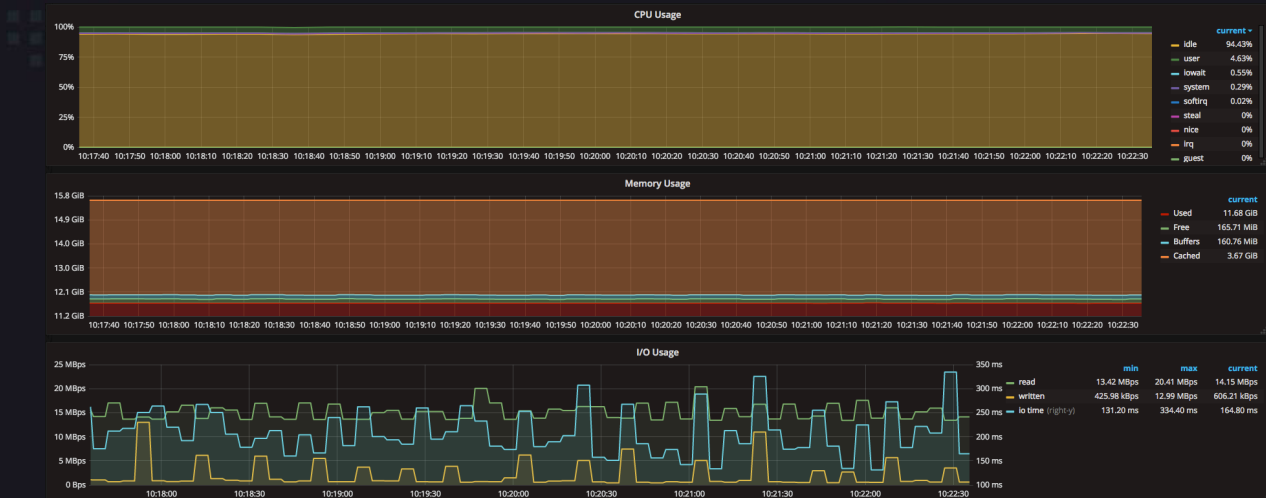 CPU Usage
100%
75%
50%
25%
0%
10:17:40 10:17:50 10:18:00 10:18:10 10:18:20 10:18:30 10:18:40 10:18:50 10:19:00 10:19:10 10:19:20 10:19:30 10:19:40 10:19:50 10:20:00 10:20:10 10:20:20 10:20:30 10:20:40 10:20:50 10:21:00 10:21:10 10:21:20 10:21:30 10:21:40 10:21:50 10:22:00 10:22:10 10:22:20 10:22:30
current
idle 94.43%
user 4.63%
iowait 0.55%
system 0.29%
softirq 0.02%
steal 0%
nice 0%
irq 0%
guest 0%
Memory Usage
15.8 GiB
14.9 GiB
14.0 GiB
13.0 GiB
12.1 GiB
11.2 GiB
10:17:40 10:17:50 10:18:00 10:18:10 10:18:20 10:18:30 10:18:40 10:18:50 10:19:00 10:19:10 10:19:20 10:19:30 10:19:40 10:19:50 10:20:00 10:20:10 10:20:20 10:20:30 10:20:40 10:20:50 10:21:00 10:21:10 10:21:20 10:21:30 10:21:40 10:21:50 10:22:00 10:22:10 10:22:20 10:22:30
current
Used 11.68 GiB
Free 165.71 MiB
Buffers 160.76 MiB
Cached 3.67 GiB
I/O Usage
25 MBps
20 MBps
15 MBps
10 MBps
5 MBps
0 Bps
350 ms
300 ms
250 ms
200 ms
150 ms
100 ms
10:18:00 10:18:30 10:19:00 10:19:30 10:20:00 10:20:30 10:21:00 10:21:30 10:22:00 10:22:30
min max current
read 13.42 MBps 20.41 MBps 14.15 MBps
written 425.98 kBps 12.99 MBps 606.21 kBps
io time (right-y) 131.20 ms 334.40 ms 164.80 ms